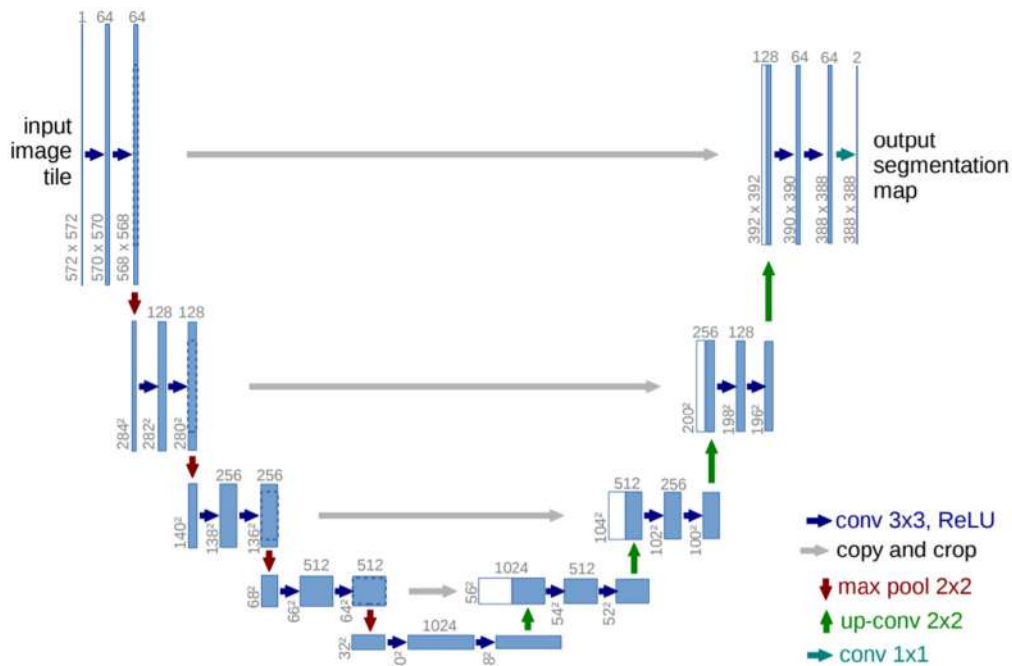 1 64 64
128 64 64 2
input
image
tile
output
segmentation
map
572 x 572
570 x 570
568 x 568
392 x 392
390 x 390
388 x 388
388 x 388
128 128
256 128
284²
282²
280²
200²
198²
196²
256 256
512 256
140²
138²
136²
104²
102²
100²
512 512
1024 512
68²
66²
64²
56²
54²
52²
1024
32²
0²
8²
conv 3x3, ReLU
copy and crop
max pool 2x2
up-conv 2x2
conv 1x1